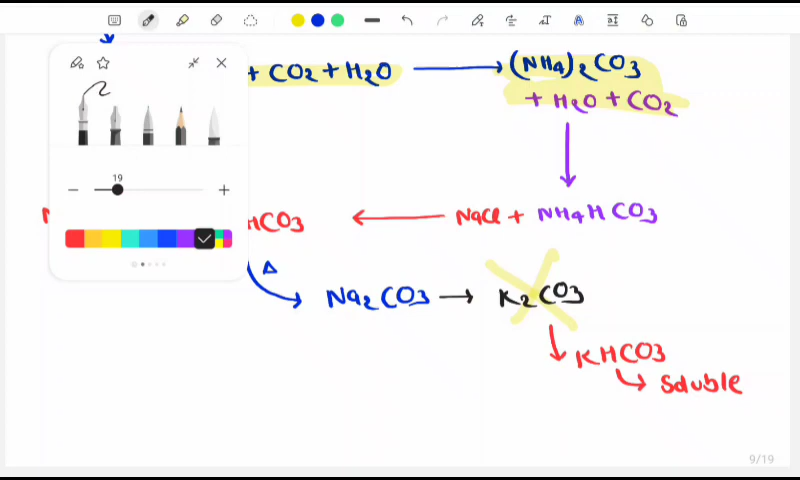 + CO2 + H2O ⟶ (NH4)2CO3
+ H2O + CO2
19
HCO3 ⟵ NaCl + NH4HCO3
Δ
Na2CO3 → K2CO3
↓ KHCO3
↳ Soluble
9/19